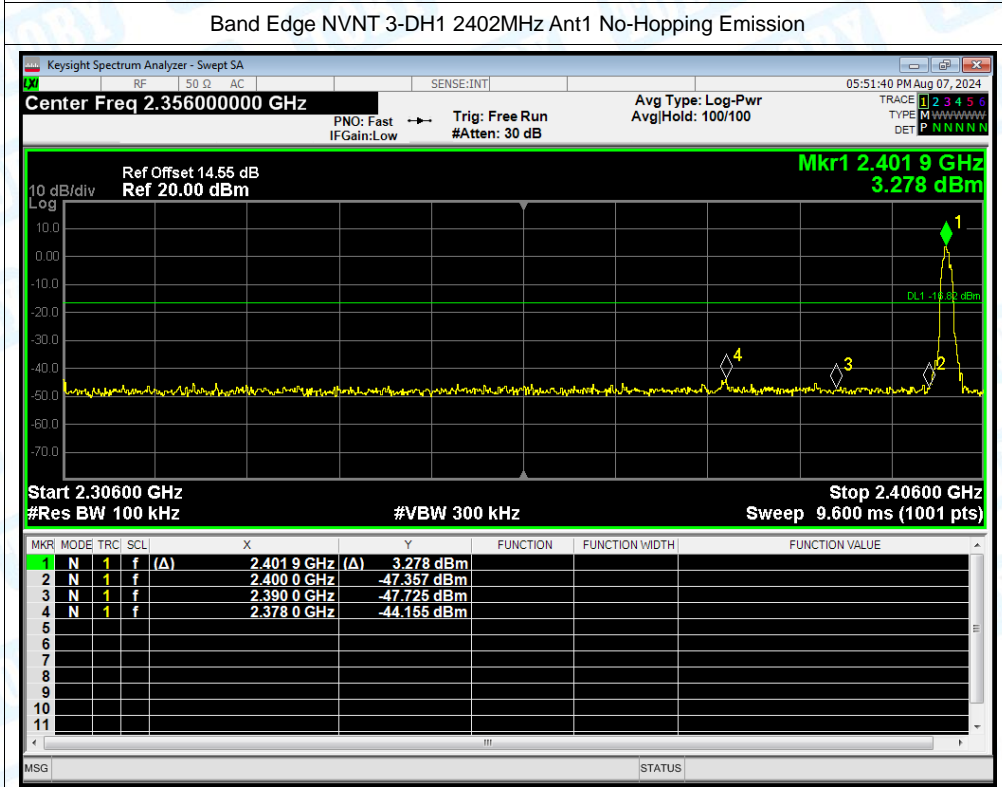 Band Edge NVNT 3-DH1 2402MHz Ant1 No-Hopping Emission
Keysight Spectrum Analyzer - Swept SA
LXI RF 50 Ω AC SENSE:INT 05:51:40 PM Aug 07, 2024
Center Freq 2.356000000 GHz
PNO: Fast
IFGain:Low
Trig: Free Run
#Atten: 30 dB
Avg Type: Log-Pwr
Avg|Hold: 100/100
TRACE 1 2 3 4 5 6
TYPE M WWWWW
DET P N N N N N
Mkr1 2.401 9 GHz
3.278 dBm
Ref Offset 14.55 dB
10 dB/div Ref 20.00 dBm
Log
10.0
0.00
-10.0
-20.0
-30.0
-40.0
-50.0
-60.0
-70.0
1
DL1 -16.82 dBm
4
3
2
Start 2.30600 GHz Stop 2.40600 GHz
#Res BW 100 kHz #VBW 300 kHz Sweep 9.600 ms (1001 pts)
MKR MODE TRC SCL X Y FUNCTION FUNCTION WIDTH FUNCTION VALUE
1 N 1 f (Δ) 2.401 9 GHz (Δ) 3.278 dBm
2 N 1 f 2.400 0 GHz -47.357 dBm
3 N 1 f 2.390 0 GHz -47.725 dBm
4 N 1 f 2.378 0 GHz -44.155 dBm
5
6
7
8
9
10
11
MSG STATUS